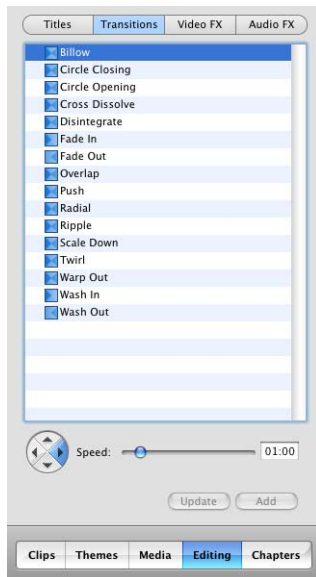 Titles Transitions Video FX Audio FX
Billow
Circle Closing
Circle Opening
Cross Dissolve
Disintegrate
Fade In
Fade Out
Overlap
Push
Radial
Ripple
Scale Down
Twirl
Warp Out
Wash In
Wash Out
Speed: 01:00
Update Add
Clips Themes Media Editing Chapters